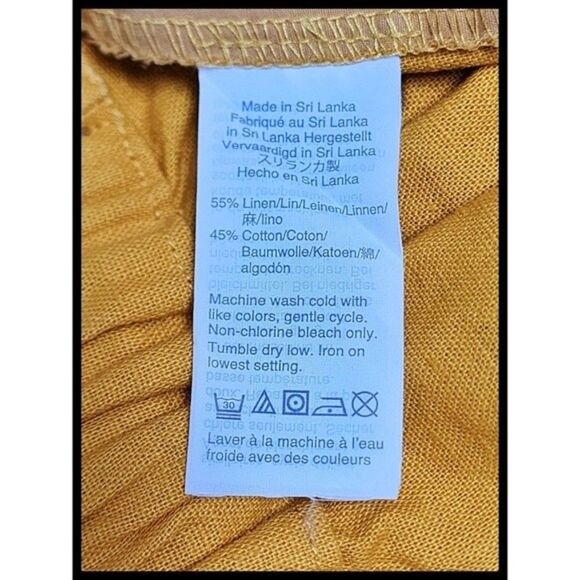 Made in Sri Lanka
Fabriqué au Sri Lanka
in Sri Lanka Hergestellt
Vervaardigd in Sri Lanka
スリランカ製
Hecho en Sri Lanka
55% Linen/Lin/Leinen/Linnen/
麻/lino
45% Cotton/Coton/
Baumwolle/Katoen/綿/
algodón
Machine wash cold with
like colors, gentle cycle.
Non-chlorine bleach only.
Tumble dry low. Iron on
lowest setting.
30
Laver à la machine à l'eau
froide avec des couleurs